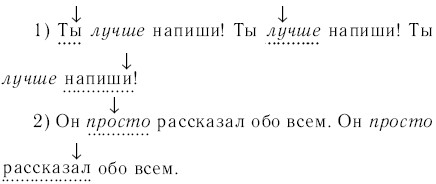 1) Ты лучше напиши! Ты лучше напиши! Ты
лучше напиши!
2) Он просто рассказал обо всем. Он просто
рассказал обо всем.